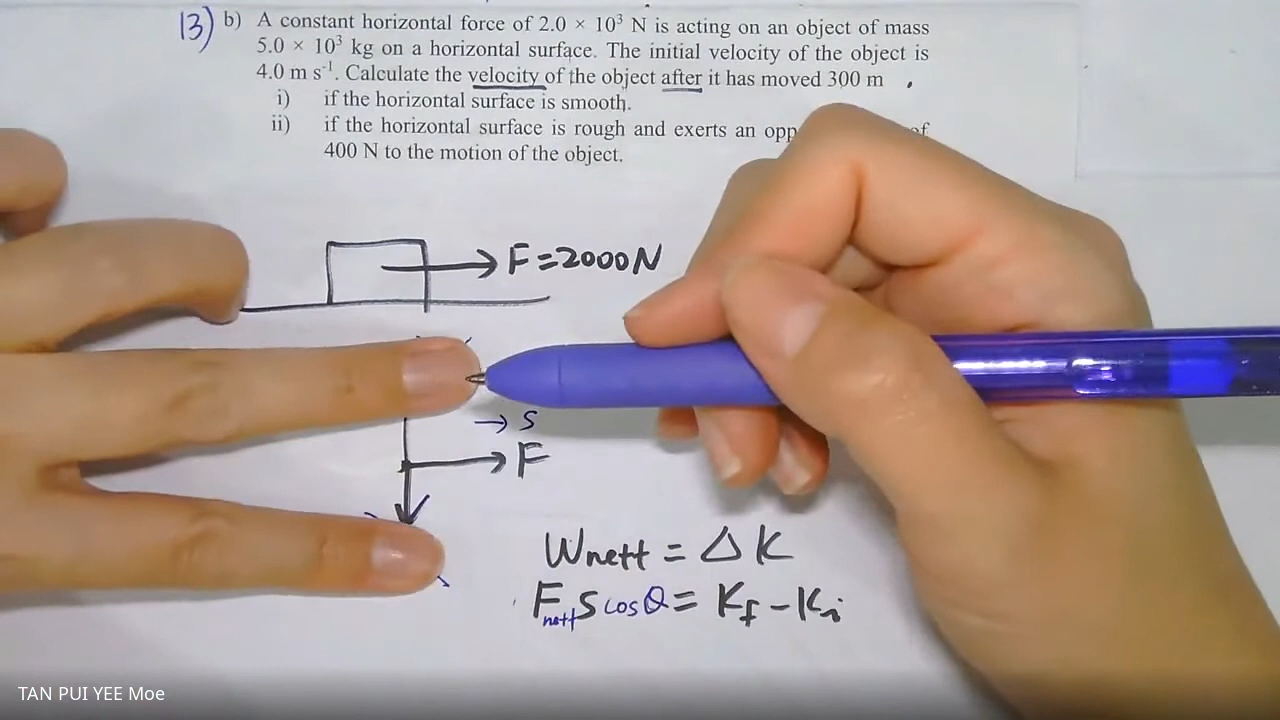 13) b) A constant horizontal force of 2.0 × 10³ N is acting on an object of mass
5.0 × 10³ kg on a horizontal surface. The initial velocity of the object is
4.0 m s⁻¹. Calculate the velocity of the object after it has moved 300 m
i) if the horizontal surface is smooth.
ii) if the horizontal surface is rough and exerts an of
400 N to the motion of the object.
F=2000N
→ s
F
Wnett = ΔK
Fnett s cosθ = Kf - Ki
TAN PUI YEE Moe